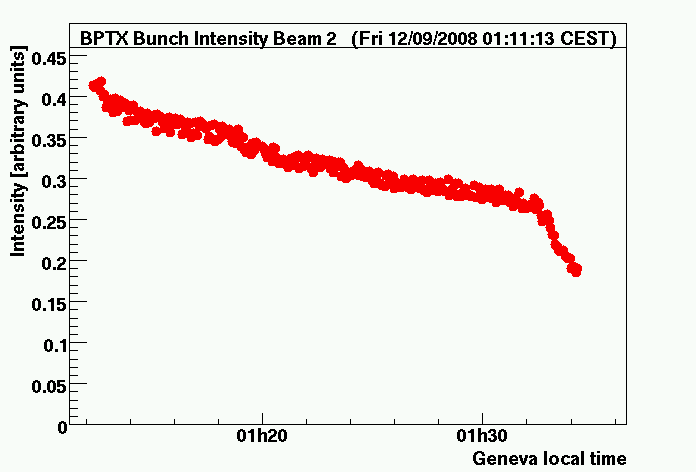 BPTX Bunch Intensity Beam 2 (Fri 12/09/2008 01:11:13 CEST)
Intensity [arbitrary units]
0.45
0.4
0.35
0.3
0.25
0.2
0.15
0.1
0.05
0
01h20 01h30
Geneva local time